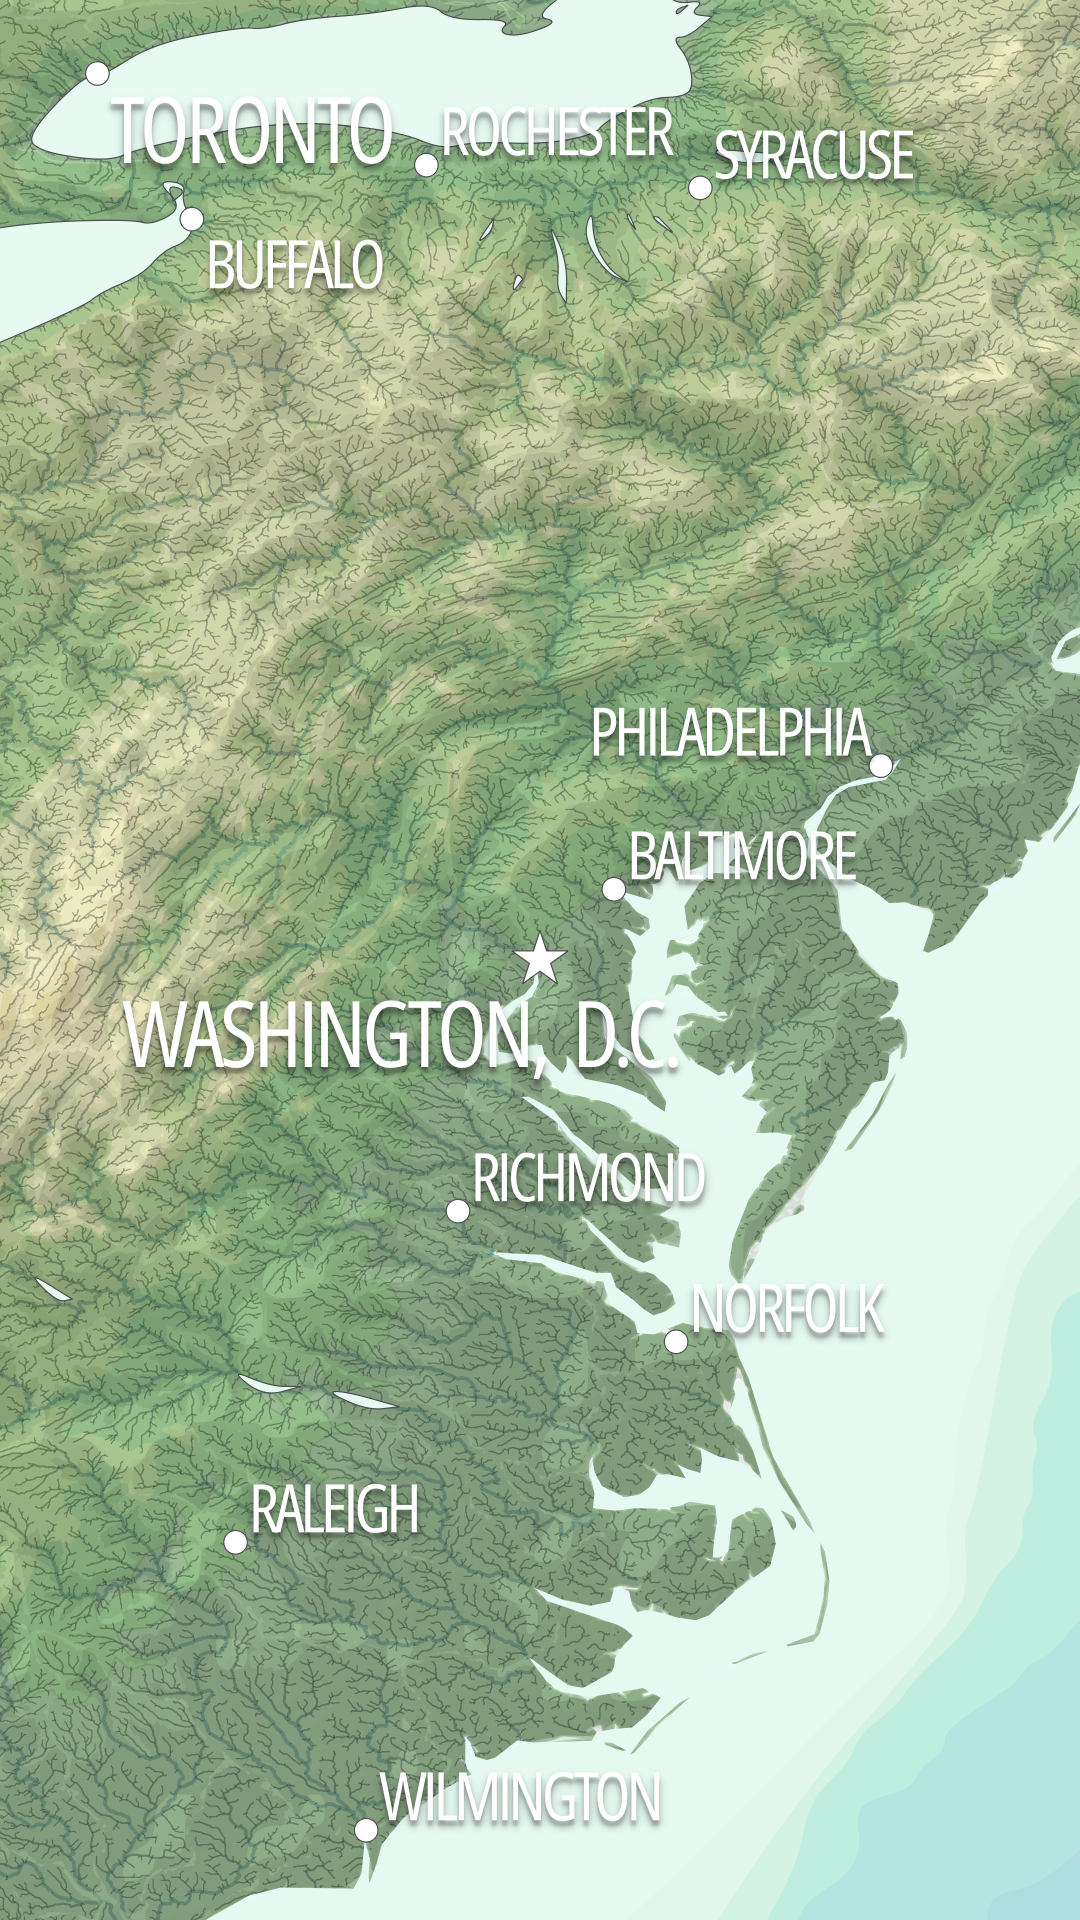 TORONTO
ROCHESTER
SYRACUSE
BUFFALO
PHILADELPHIA
BALTIMORE
WASHINGTON, D.C.
RICHMOND
NORFOLK
RALEIGH
WILMINGTON